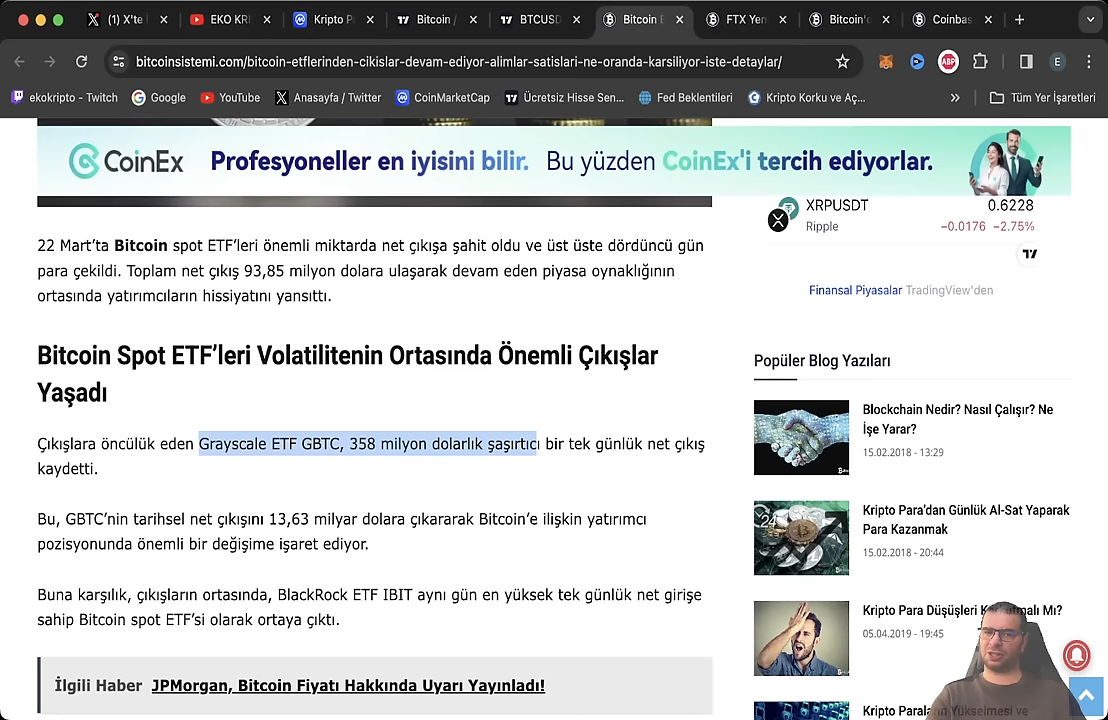 (1) X'te
EKO KRI
Kripto P
Bitcoin /
BTCUSD
Bitcoin E
FTX Yen
Bitcoin'd
Coinbas
bitcoinsistemi.com/bitcoin-etflerinden-cikislar-devam-ediyor-alimlar-satislari-ne-oranda-karsiliyor-iste-detaylar/
ABP
E
ekokripto - Twitch
Google
YouTube
Anasayfa / Twitter
CoinMarketCap
Ücretsiz Hisse Sen...
Fed Beklentileri
Kripto Korku ve Aç...
Tüm Yer İşaretleri
CoinEx
Profesyoneller en iyisini bilir. Bu yüzden CoinEx'i tercih ediyorlar.
XRPUSDT 0.6228
Ripple −0.0176 −2.75%
Finansal Piyasalar TradingView'den
22 Mart’ta Bitcoin spot ETF’leri önemli miktarda net çıkışa şahit oldu ve üst üste dördüncü gün
para çekildi. Toplam net çıkış 93,85 milyon dolara ulaşarak devam eden piyasa oynaklığının
ortasında yatırımcıların hissiyatını yansıttı.
Bitcoin Spot ETF’leri Volatilitenin Ortasında Önemli Çıkışlar
Yaşadı
Çıkışlara öncülük eden Grayscale ETF GBTC, 358 milyon dolarlık şaşırtıcı bir tek günlük net çıkış
kaydetti.
Bu, GBTC’nin tarihsel net çıkışını 13,63 milyar dolara çıkararak Bitcoin’e ilişkin yatırımcı
pozisyonunda önemli bir değişime işaret ediyor.
Buna karşılık, çıkışların ortasında, BlackRock ETF IBIT aynı gün en yüksek tek günlük net girişe
sahip Bitcoin spot ETF’si olarak ortaya çıktı.
İlgili Haber JPMorgan, Bitcoin Fiyatı Hakkında Uyarı Yayınladı!
Popüler Blog Yazıları
Blockchain Nedir? Nasıl Çalışır? Ne
İşe Yarar?
15.02.2018 - 13:29
24
Kripto Para’dan Günlük Al-Sat Yaparak
Para Kazanmak
15.02.2018 - 20:44
Kripto Para Düşüşleri Mı?
05.04.2019 - 19:45
Kripto Yükselmesi ve